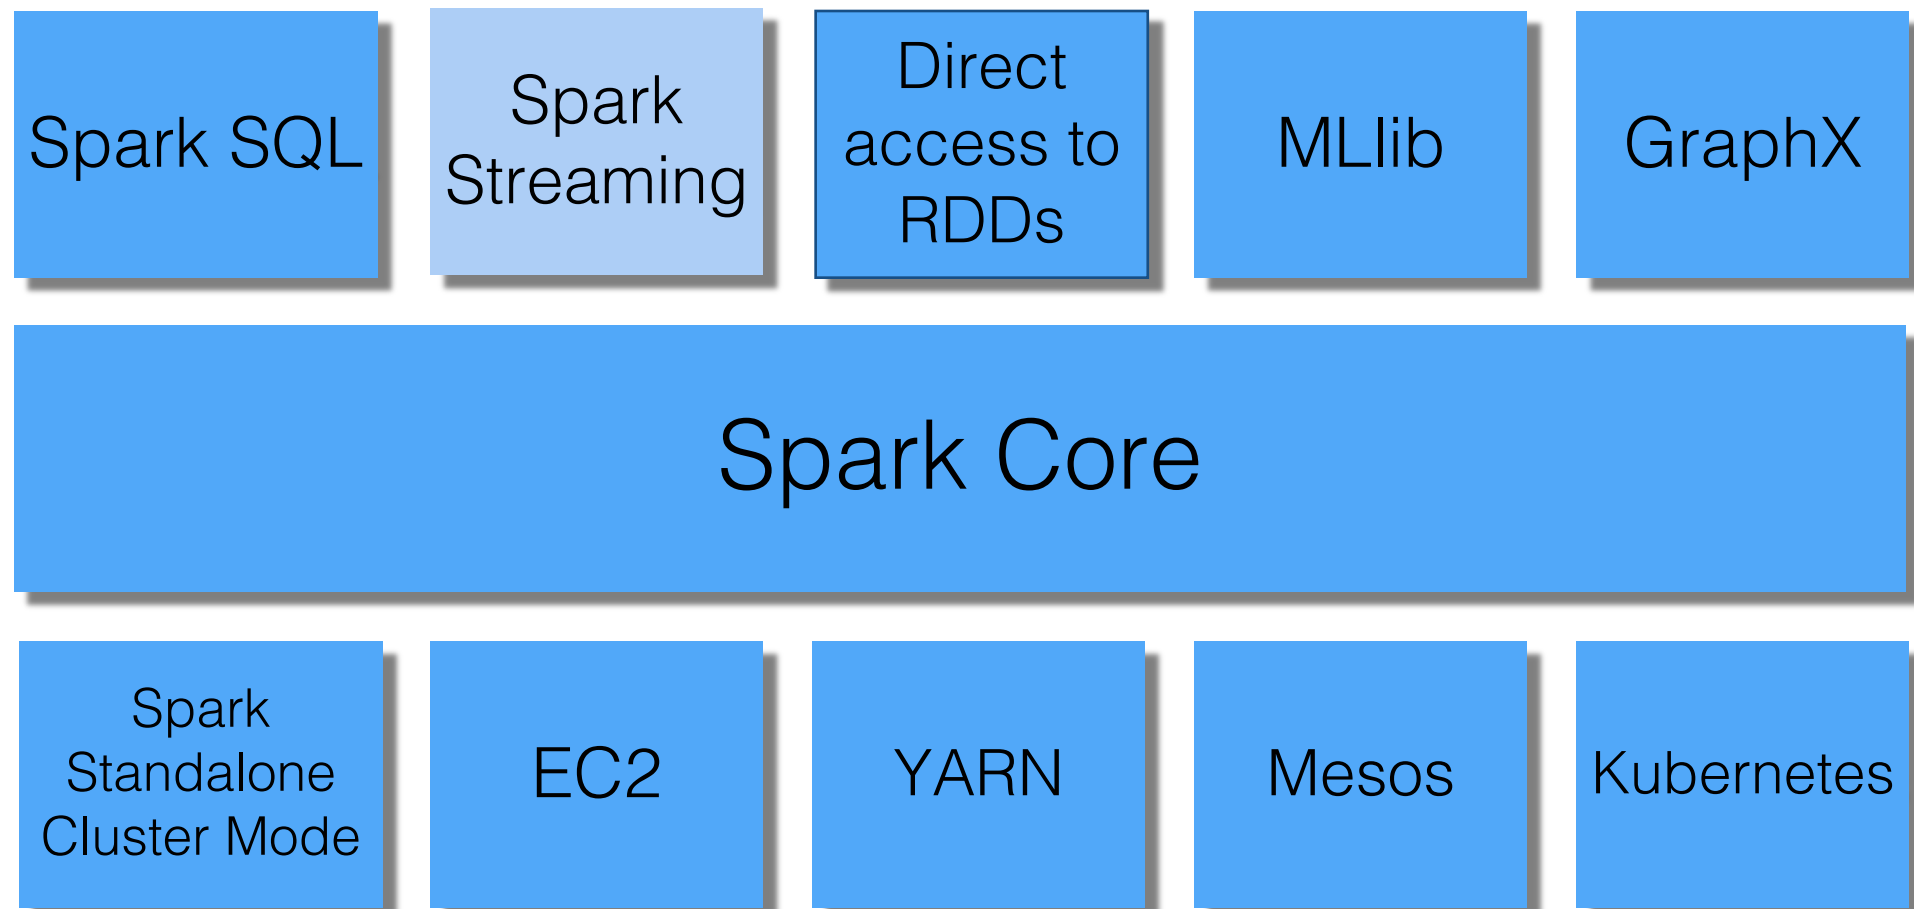 Spark SQL
Spark
Streaming
Direct
access to
RDDs
MLlib
GraphX
Spark Core
Spark
Standalone
Cluster Mode
EC2
YARN
Mesos
Kubernetes